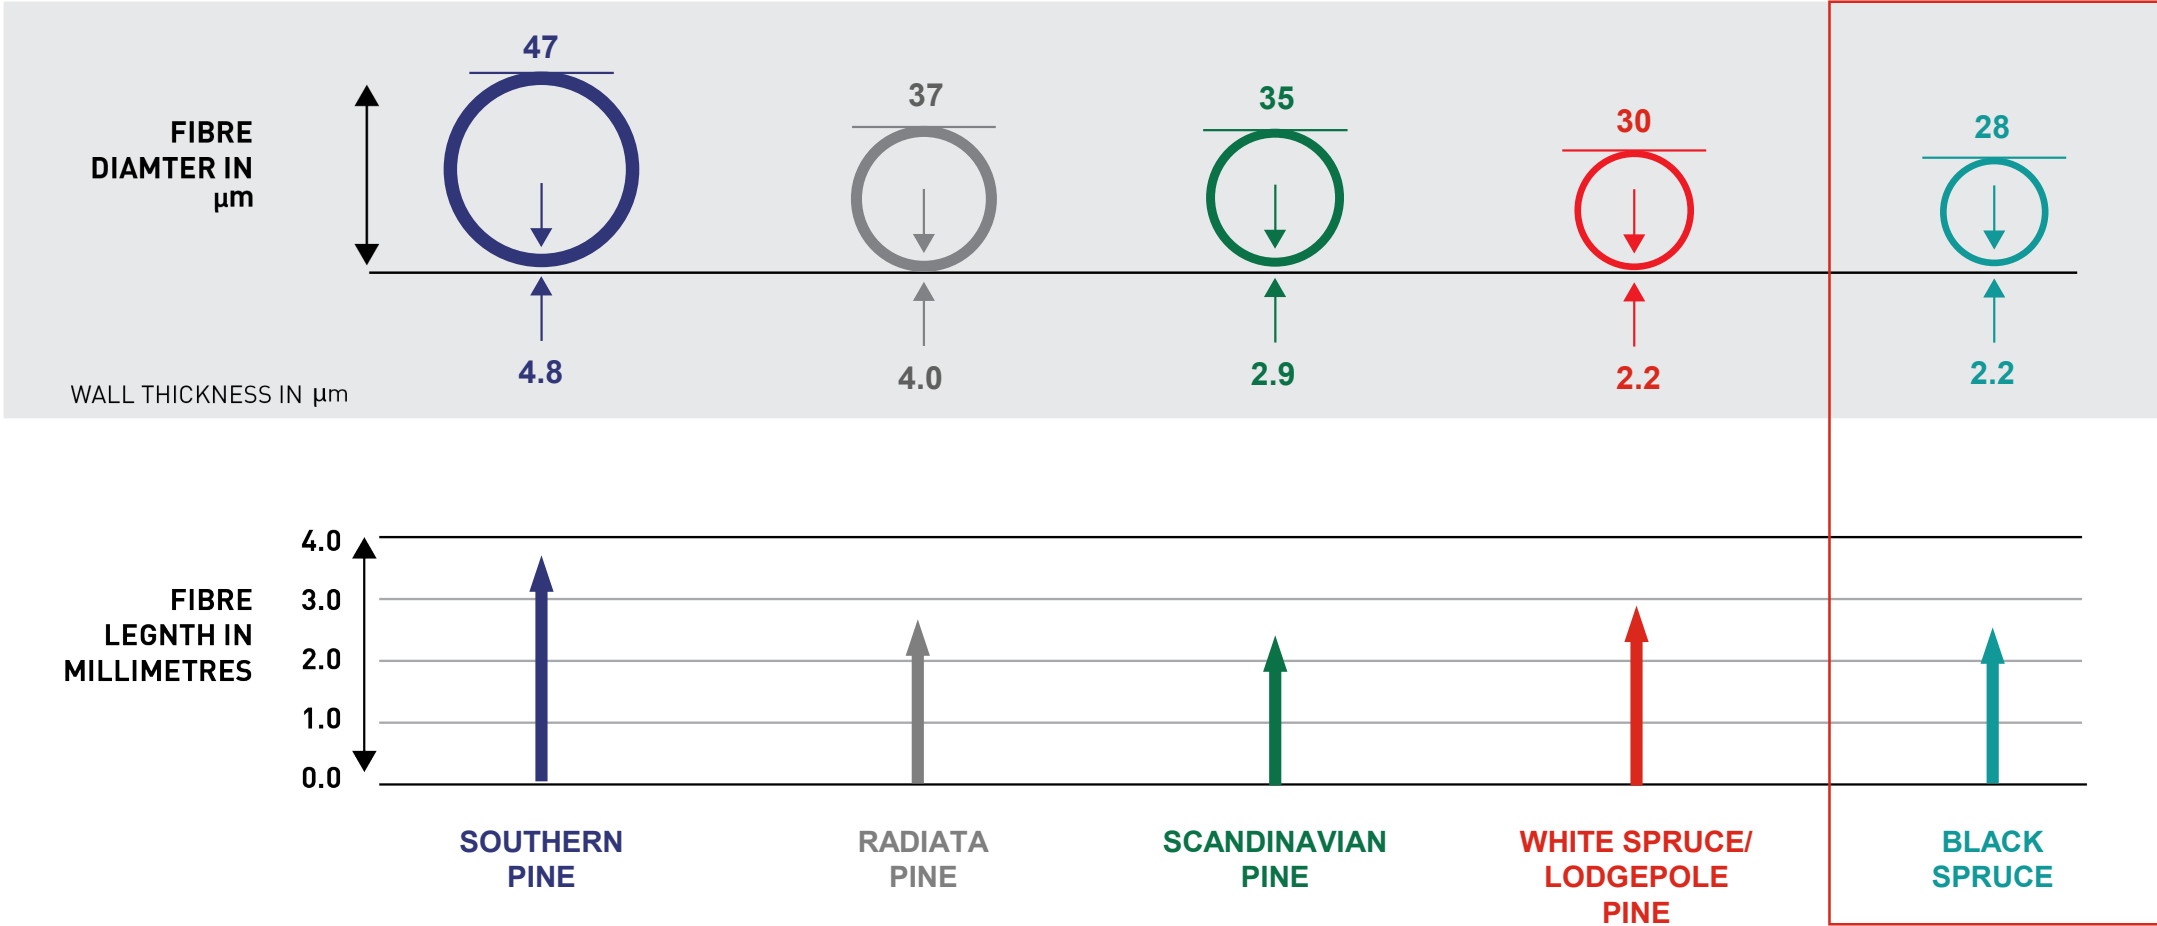 47
37
35
30
28
FIBRE
DIAMTER IN
µm
4.8
4.0
2.9
2.2
2.2
WALL THICKNESS IN µm
4.0
3.0
2.0
1.0
0.0
FIBRE
LEGNTH IN
MILLIMETRES
SOUTHERN
PINE
RADIATA
PINE
SCANDINAVIAN
PINE
WHITE SPRUCE/
LODGEPOLE
PINE
BLACK
SPRUCE